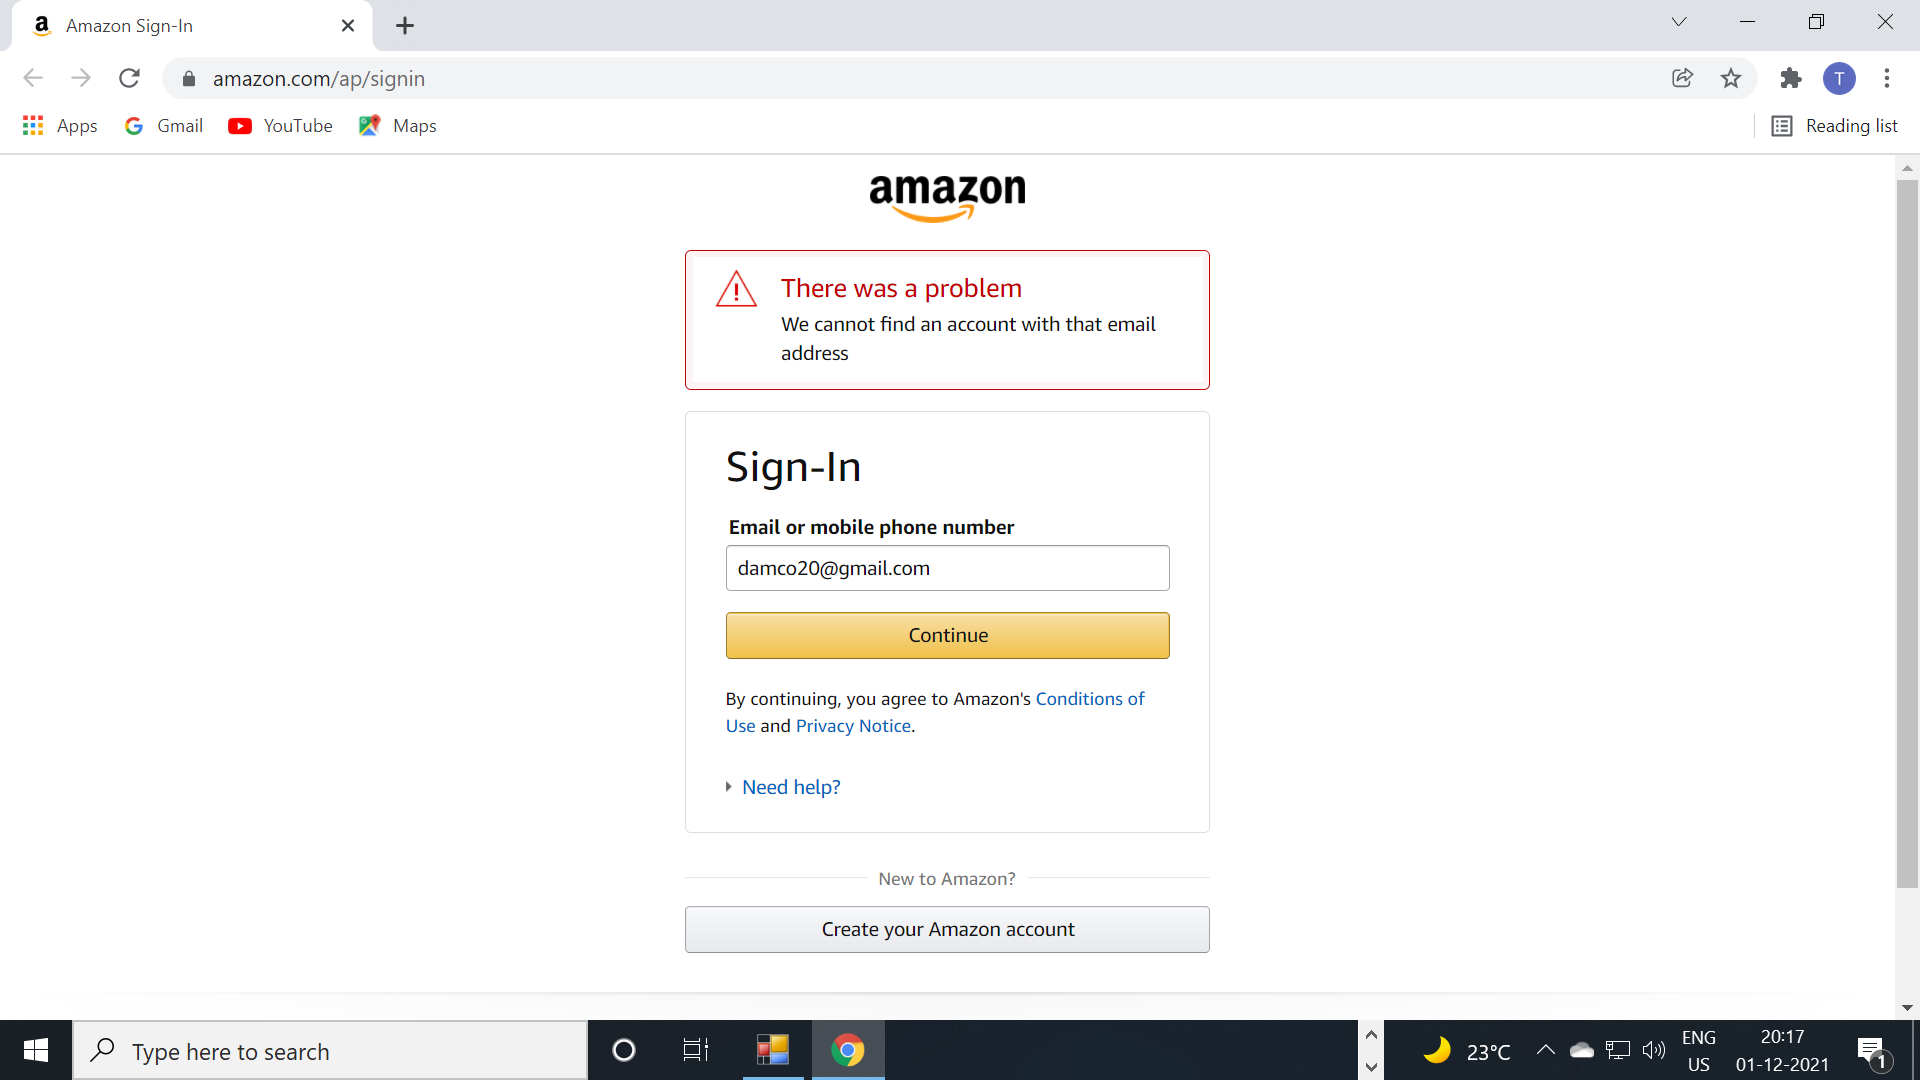 Amazon Sign-In
amazon.com/ap/signin
T
Apps
Gmail
YouTube
Maps
Reading list
amazon
There was a problem
We cannot find an account with that email
address
Sign-In
Email or mobile phone number
damco20@gmail.com
Continue
By continuing, you agree to Amazon's Conditions of
Use and Privacy Notice.
Need help?
New to Amazon?
Create your Amazon account
Type here to search
23°C
ENG
US
20:17
01-12-2021
1